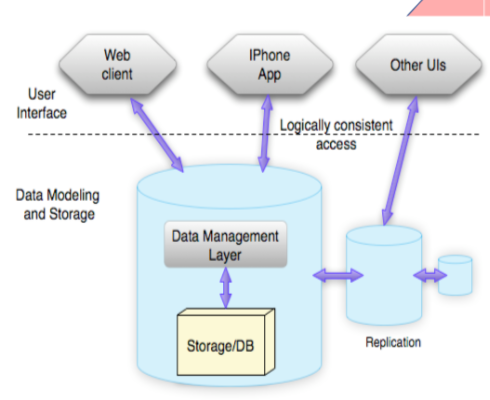 Web
client
IPhone
App
Other UIs
User
Interface
Logically consistent
access
Data Modeling
and Storage
Data Management
Layer
Storage/DB
Replication